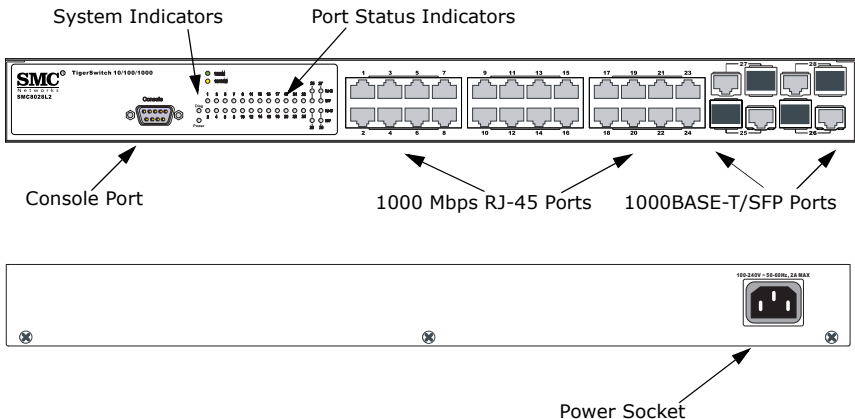 System Indicators
Port Status Indicators
SMC®
Networks
SMC8028L2
TigerSwitch 10/100/1000
Console
Diag
Power
1 3 5 7
9 11 13 15
17 19 21 23
27 28
2 4 6 8
10 12 14 16
18 20 22 24
25 26
Console Port
1000 Mbps RJ-45 Ports
1000BASE-T/SFP Ports
100-240V ~ 50-60Hz, 2A MAX
Power Socket